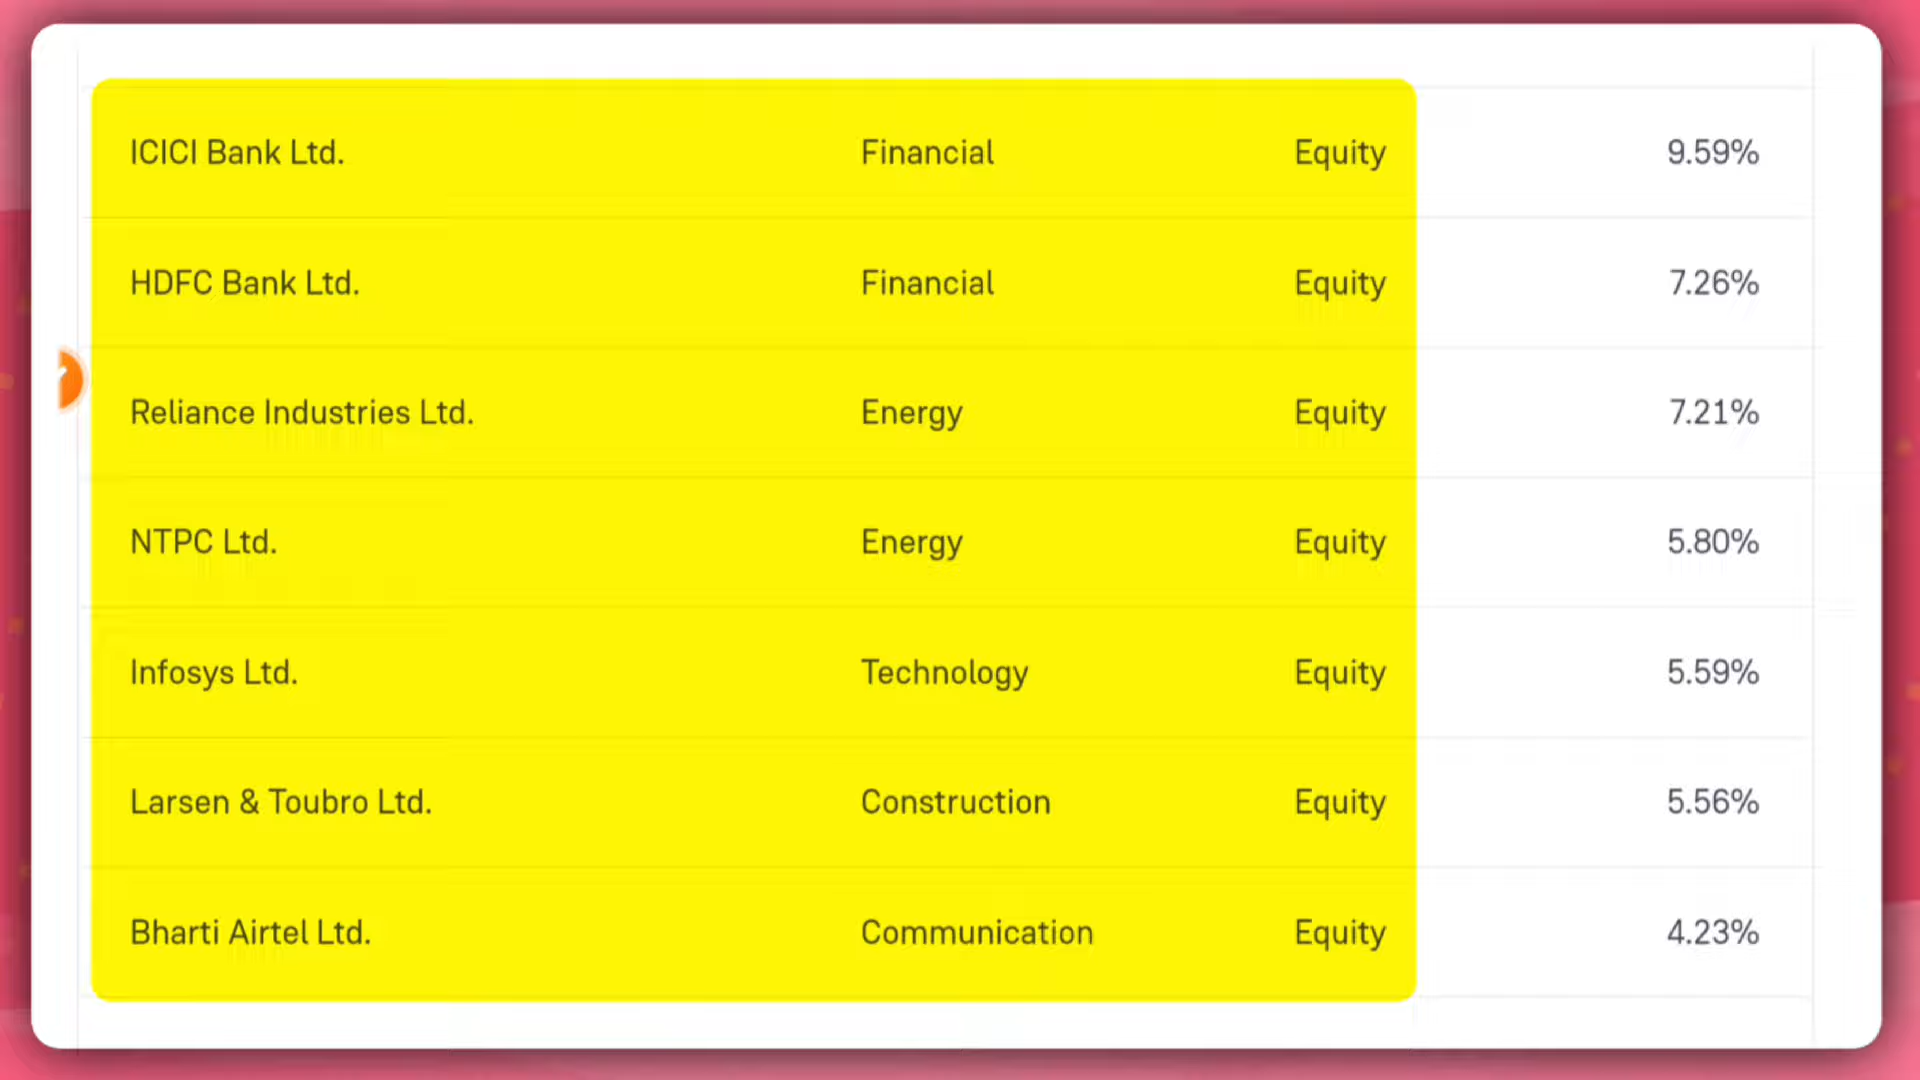 ICICI Bank Ltd. Financial Equity 9.59%
HDFC Bank Ltd. Financial Equity 7.26%
Reliance Industries Ltd. Energy Equity 7.21%
NTPC Ltd. Energy Equity 5.80%
Infosys Ltd. Technology Equity 5.59%
Larsen & Toubro Ltd. Construction Equity 5.56%
Bharti Airtel Ltd. Communication Equity 4.23%